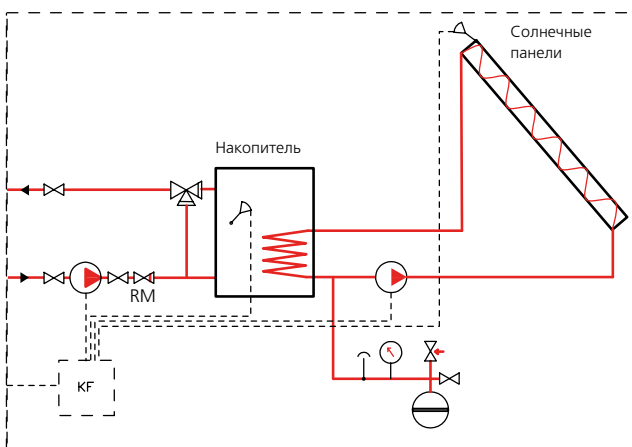 Солнечные
панели
Накопитель
RM
KF